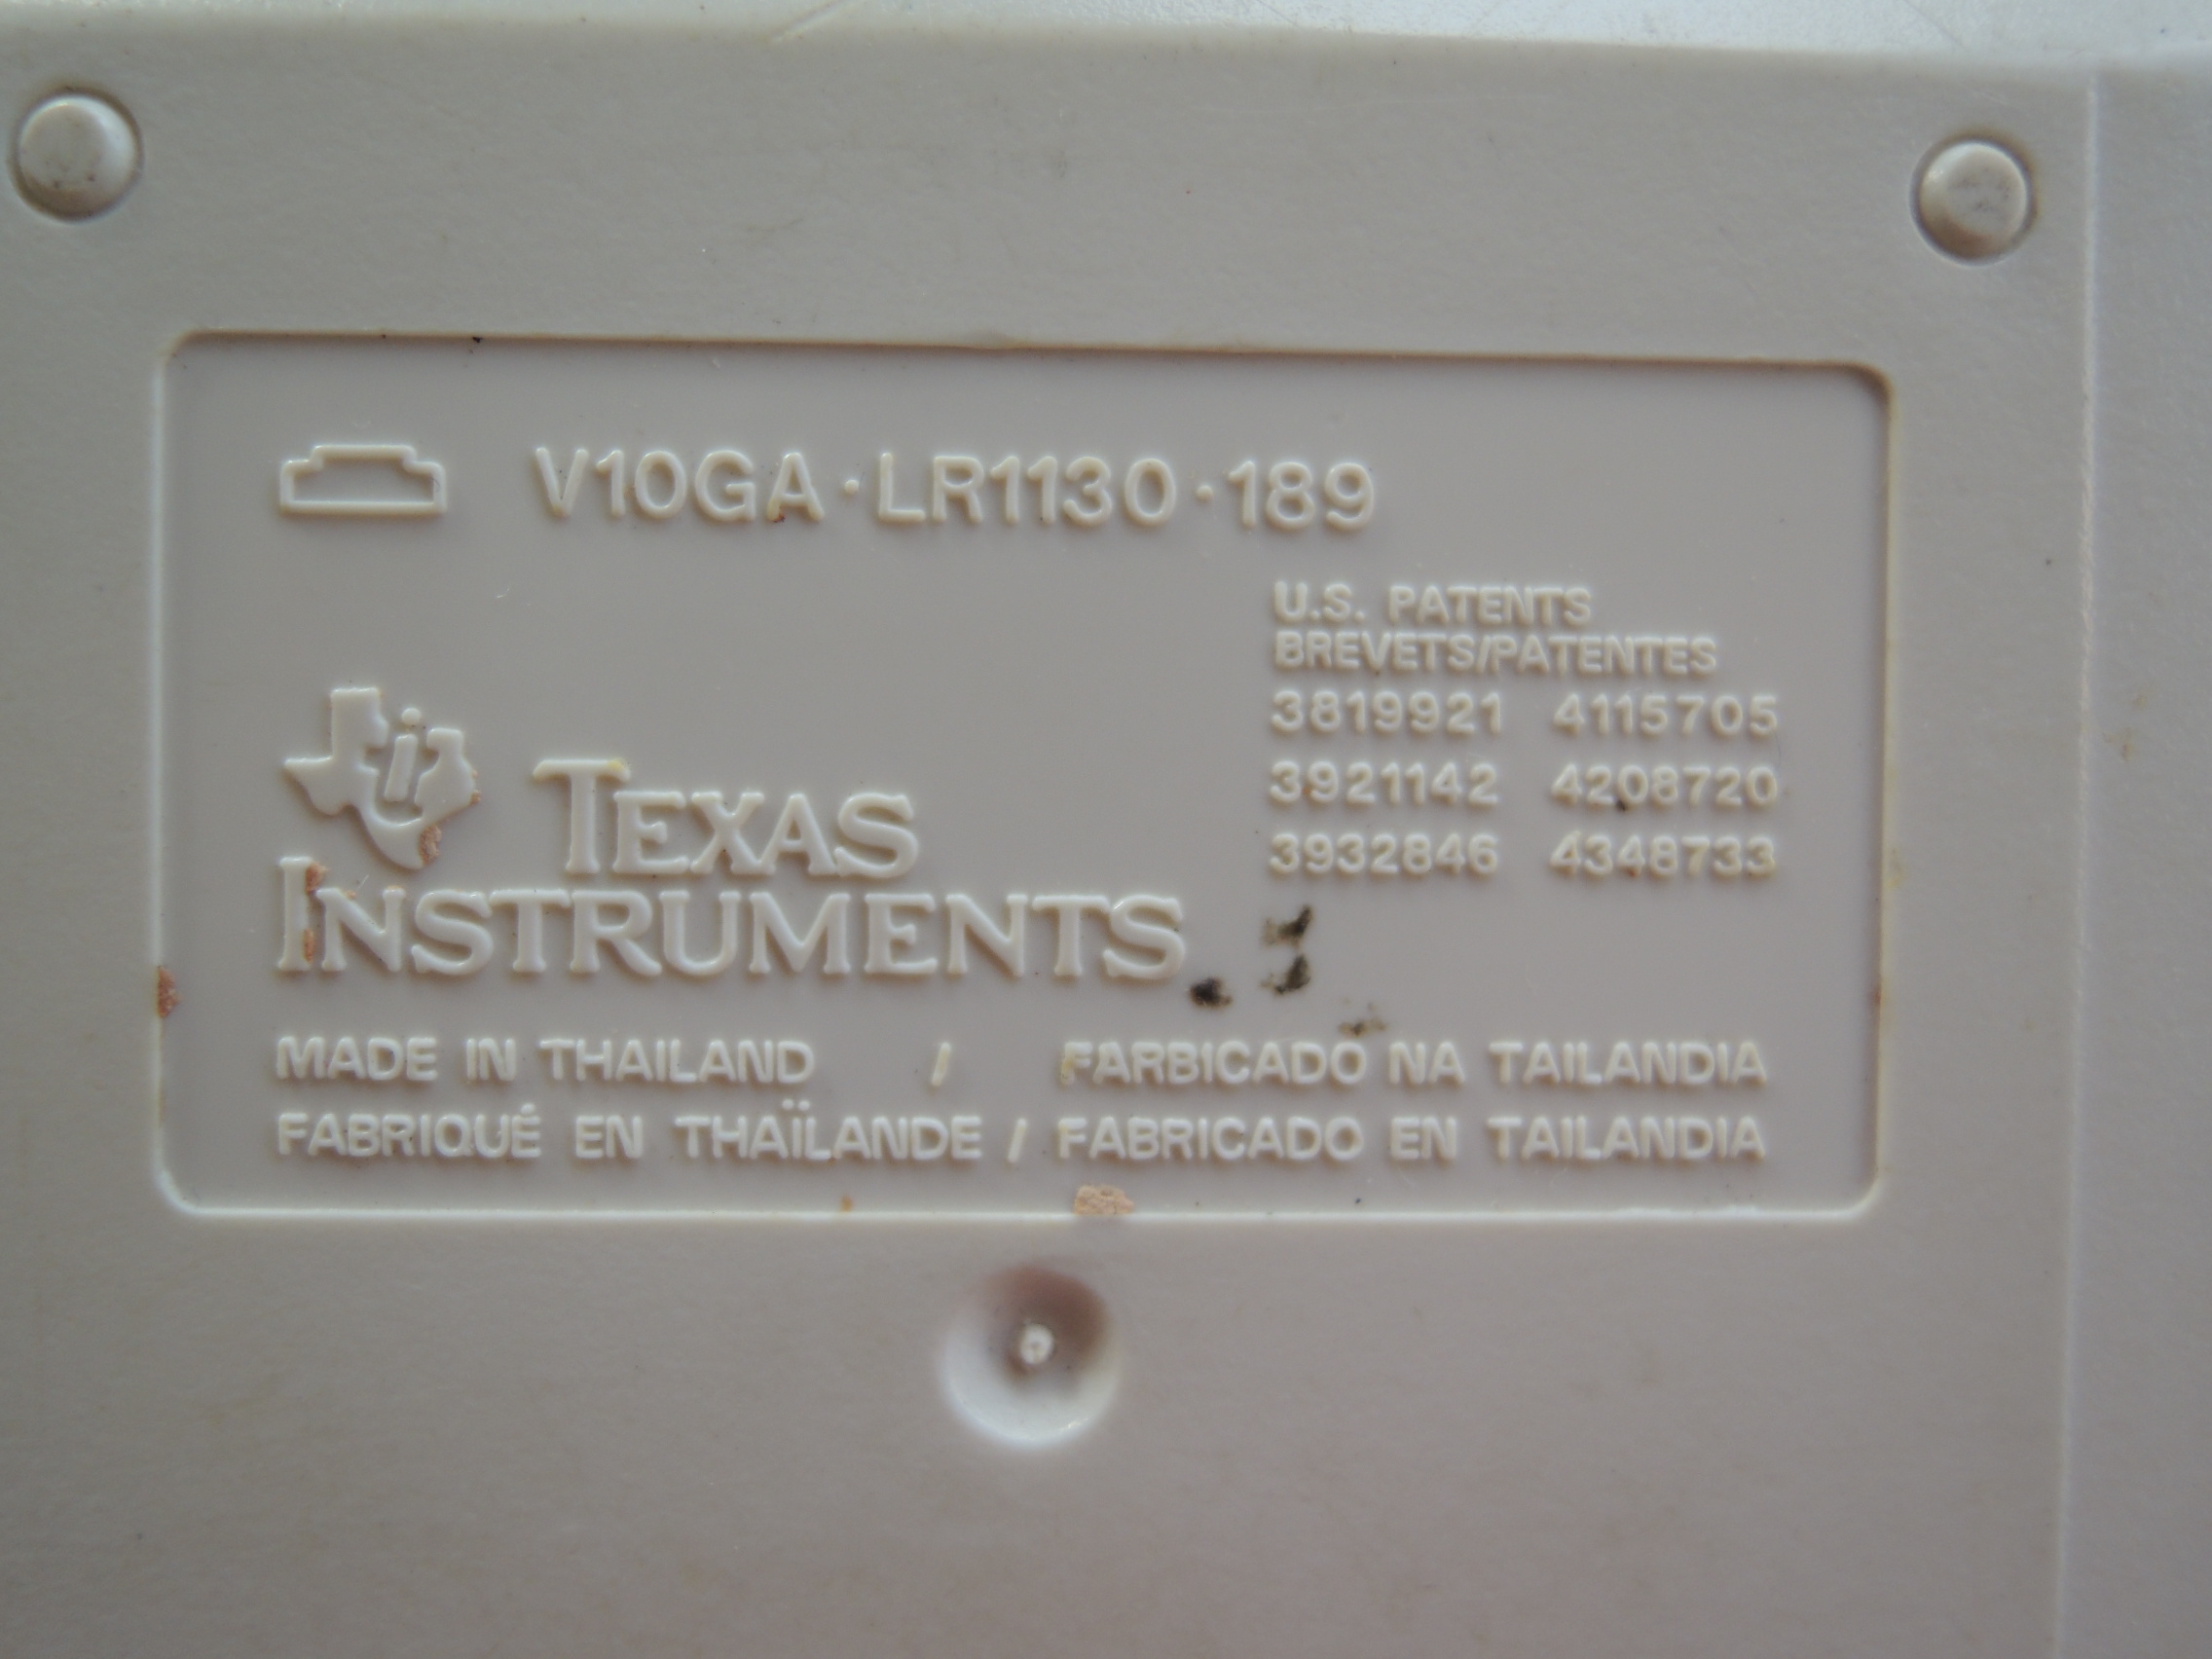 V10GA·LR1130·189
U.S. PATENTS
BREVETS/PATENTES
3819921 4115705
3921142 4208720
3932846 4348733
TEXAS
INSTRUMENTS
MADE IN THAILAND / FARBICADO NA TAILANDIA
FABRIQUÉ EN THAÏLANDE / FABRICADO EN TAILANDIA